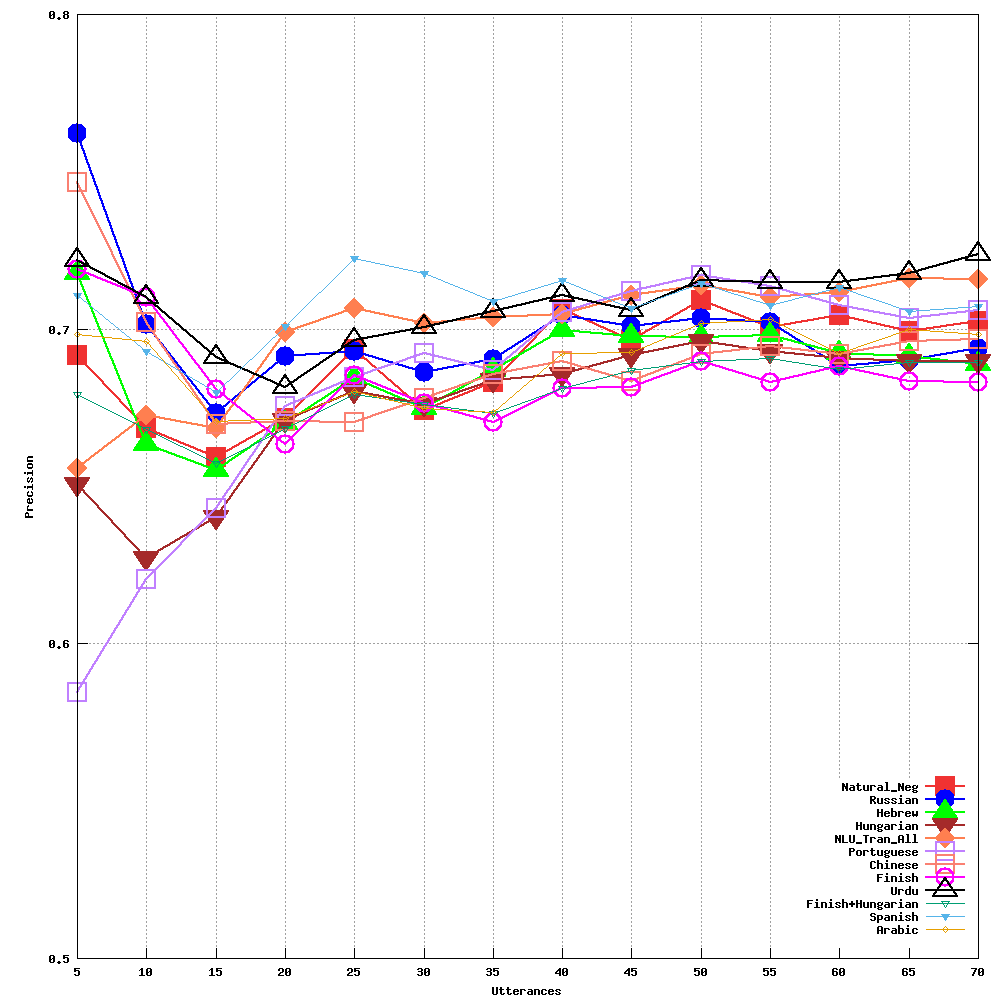 0.8
0.7
0.6
0.5
Precision
5 10 15 20 25 30 35 40 45 50 55 60 65 70
Utterances
Natural_Neg
Russian
Hebrew
Hungarian
NLU_Tran_All
Portuguese
Chinese
Finish
Urdu
Finish+Hungarian
Spanish
Arabic